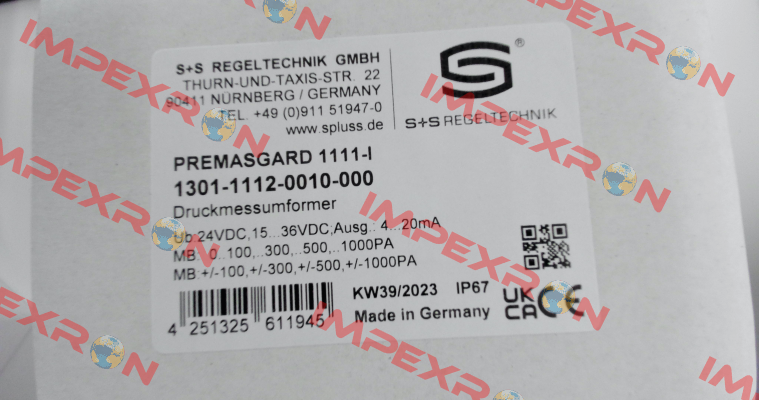 S+S REGELTECHNIK GMBH
THURN-UND-TAXIS-STR. 22
90411 NÜRNBERG / GERMANY
TEL. +49 (0)911 51947-0
www.spluss.de
S ®
S+S REGELTECHNIK
PREMASGARD 1111-I
1301-1112-0010-000
Druckmessumformer
Ub:24VDC,15...36VDC;Ausg.: 4...20mA
MB: 0..100,..300,..500,..1000PA
MB:+/-100,+/-300,+/-500,+/-1000PA
KW39/2023 IP67
Made in Germany
UK
CA CE
4 251325 611945
IMPEXRON
IMPEXRON
IMPEXRON
IMPEXRON
IMPEXRON
IMPEXRON
IMPEXRON
IMPEXRON